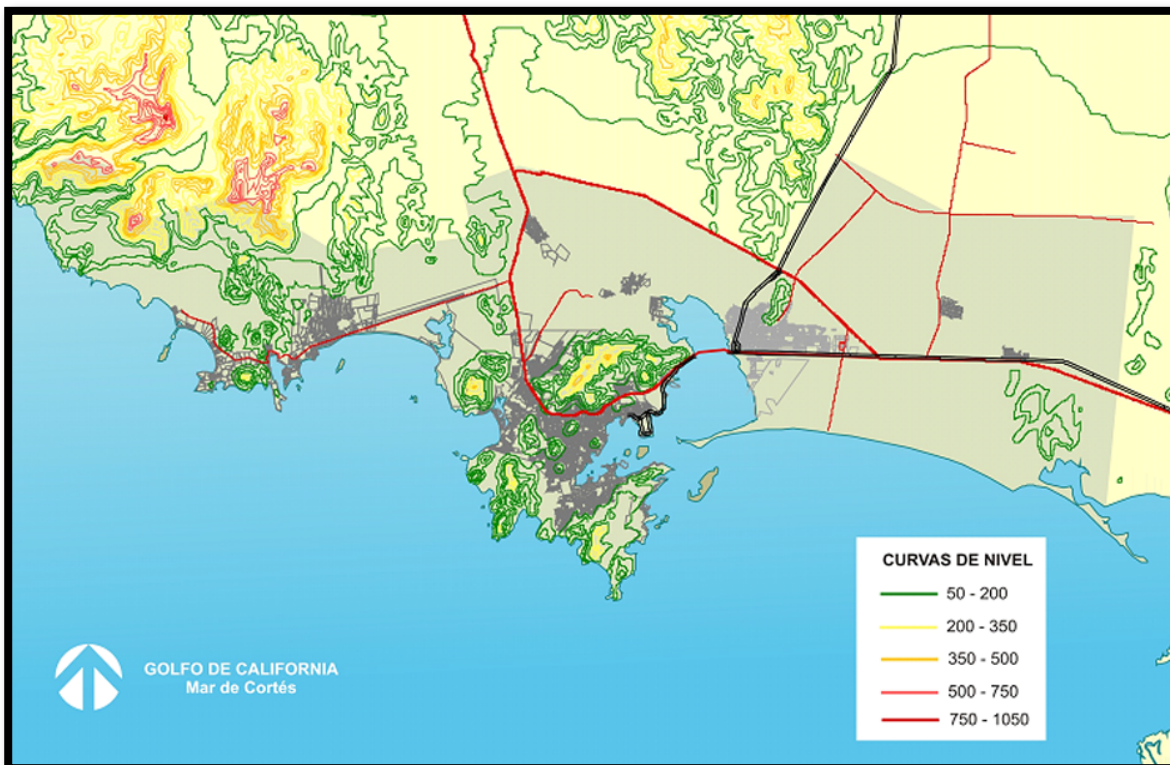 CURVAS DE NIVEL
50 - 200
200 - 350
350 - 500
500 - 750
750 - 1050
GOLFO DE CALIFORNIA
Mar de Cortés